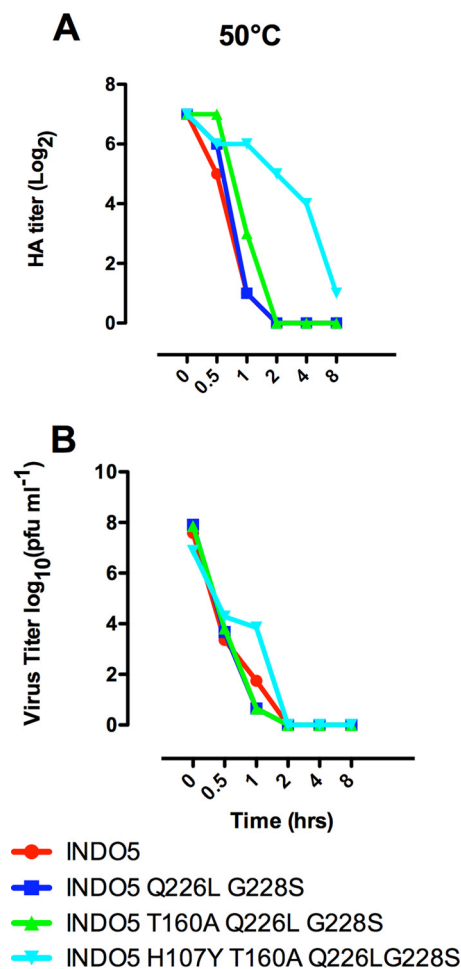 A
50°C
HA titer (Log2)
8
6
4
2
0
0
0.5
1
2
4
8
B
Virus Titer log10(pfu ml-1)
10
8
6
4
2
0
0
0.5
1
2
4
8
Time (hrs)
INDO5
INDO5 Q226L G228S
INDO5 T160A Q226L G228S
INDO5 H107Y T160A Q226LG228S